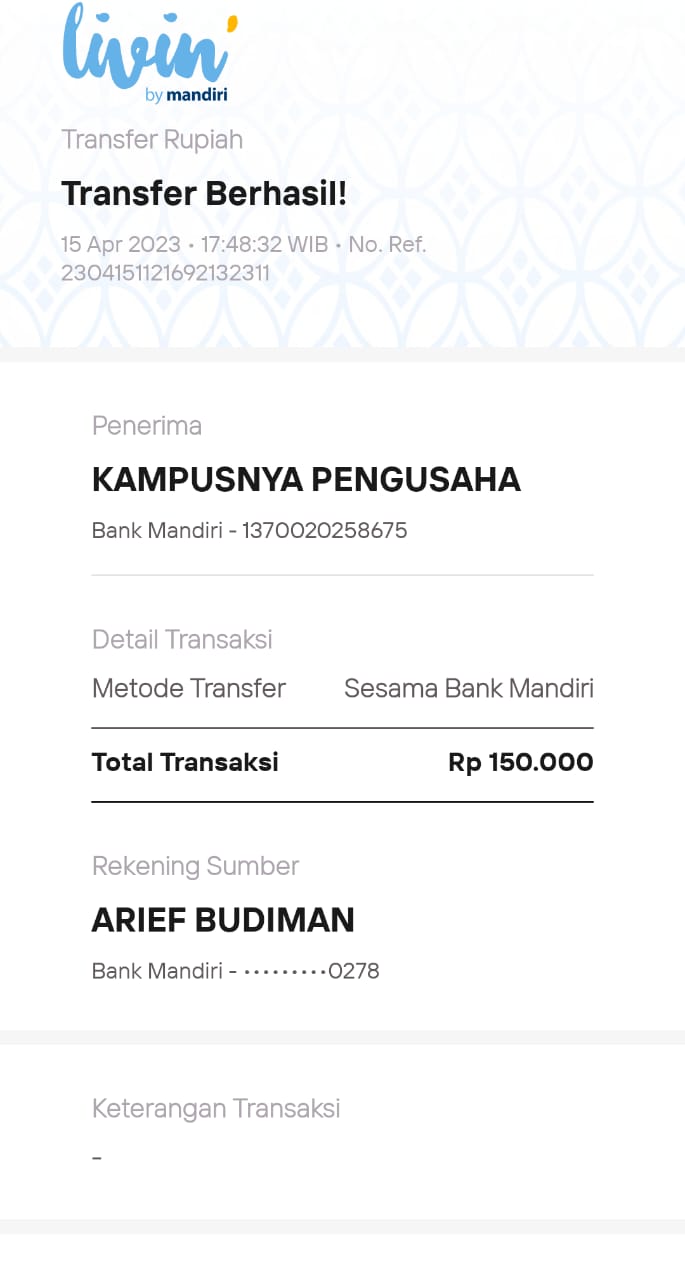 livin'
by mandiri
Transfer Rupiah
Transfer Berhasil!
15 Apr 2023 • 17:48:32 WIB • No. Ref.
2304151121692132311
Penerima
KAMPUSNYA PENGUSAHA
Bank Mandiri - 1370020258675
Detail Transaksi
Metode Transfer Sesama Bank Mandiri
Total Transaksi Rp 150.000
Rekening Sumber
ARIEF BUDIMAN
Bank Mandiri - •••••••••0278
Keterangan Transaksi
-